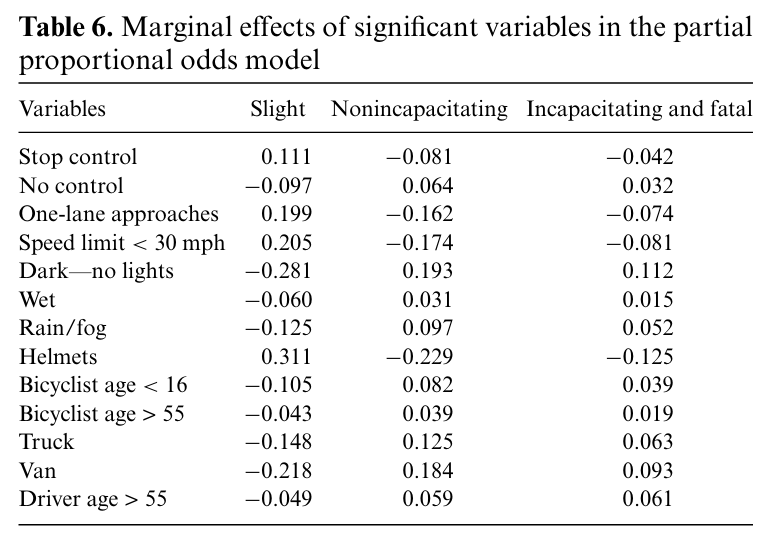 Table 6. Marginal effects of significant variables in the partial
proportional odds model
Variables Slight Nonincapacitating Incapacitating and fatal
Stop control 0.111 −0.081 −0.042
No control −0.097 0.064 0.032
One-lane approaches 0.199 −0.162 −0.074
Speed limit < 30 mph 0.205 −0.174 −0.081
Dark—no lights −0.281 0.193 0.112
Wet −0.060 0.031 0.015
Rain/fog −0.125 0.097 0.052
Helmets 0.311 −0.229 −0.125
Bicyclist age < 16 −0.105 0.082 0.039
Bicyclist age > 55 −0.043 0.039 0.019
Truck −0.148 0.125 0.063
Van −0.218 0.184 0.093
Driver age > 55 −0.049 0.059 0.061